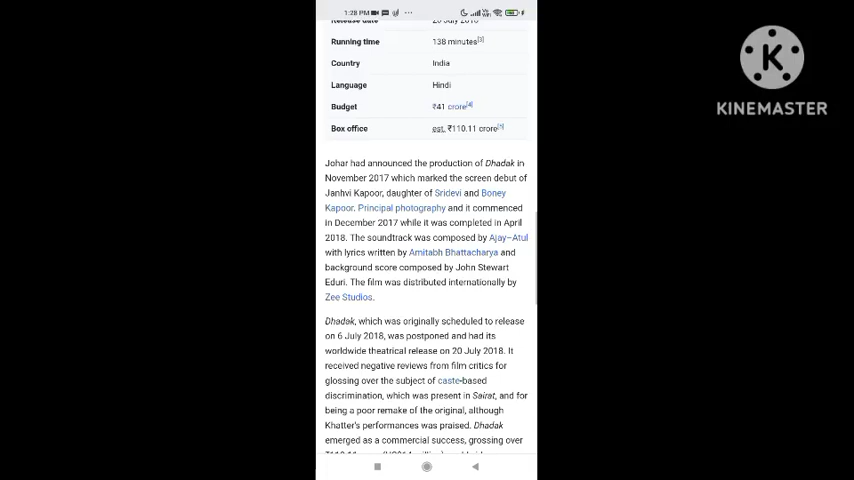 1:28 PM
Release date 20 July 2018
Running time 138 minutes[3]
Country India
Language Hindi
Budget ₹41 crore[4]
Box office est. ₹110.11 crore[5]
K
KINEMASTER
Johar had announced the production of Dhadak in
November 2017 which marked the screen debut of
Janhvi Kapoor, daughter of Sridevi and Boney
Kapoor. Principal photography and it commenced
in December 2017 while it was completed in April
2018. The soundtrack was composed by Ajay–Atul
with lyrics written by Amitabh Bhattacharya and
background score composed by John Stewart
Eduri. The film was distributed internationally by
Zee Studios.
Dhadak, which was originally scheduled to release
on 6 July 2018, was postponed and had its
worldwide theatrical release on 20 July 2018. It
received negative reviews from film critics for
glossing over the subject of caste-based
discrimination, which was present in Sairat, and for
being a poor remake of the original, although
Khatter's performances was praised. Dhadak
emerged as a commercial success, grossing over